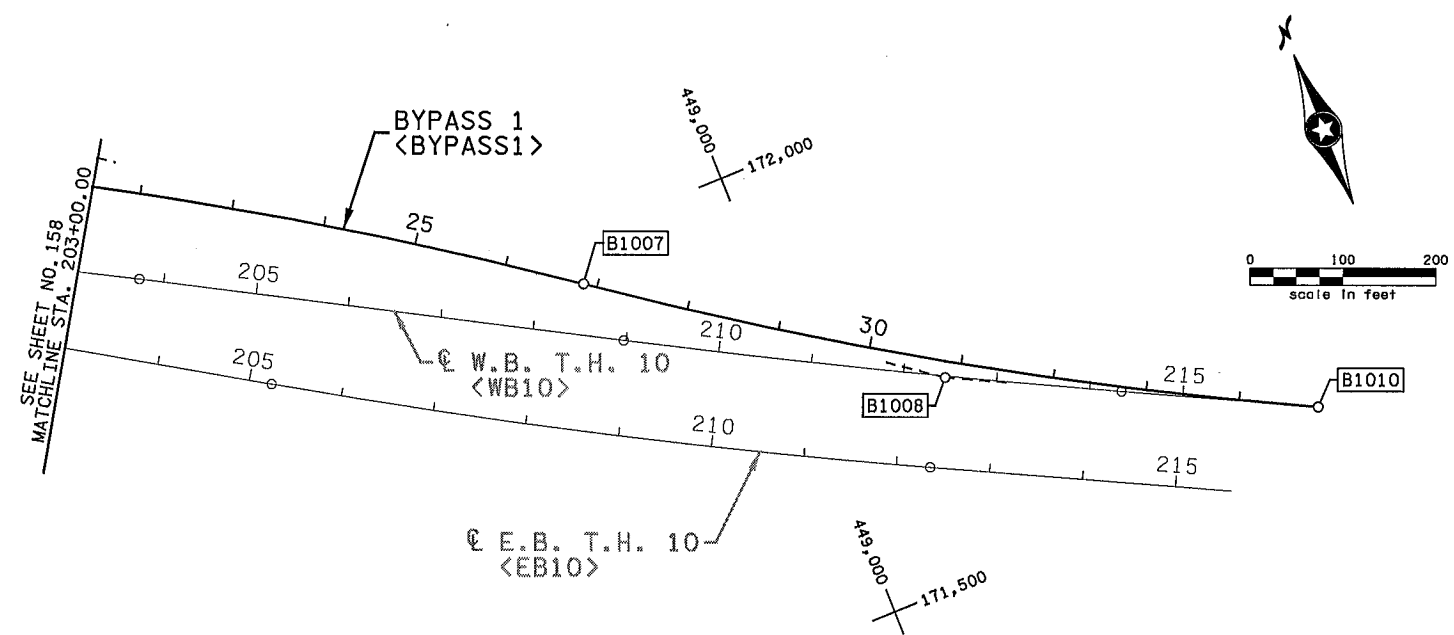 N
449,000
172,000
BYPASS 1
<BYPASS1>
0 100 200
scale in feet
SEE SHEET NO. 158
MATCHLINE STA. 203+00.00
25
B1007
205
210
30
215
B1010
℄ W.B. T.H. 10
<WB10>
B1008
205
210
215
℄ E.B. T.H. 10
<EB10>
449,000
171,500